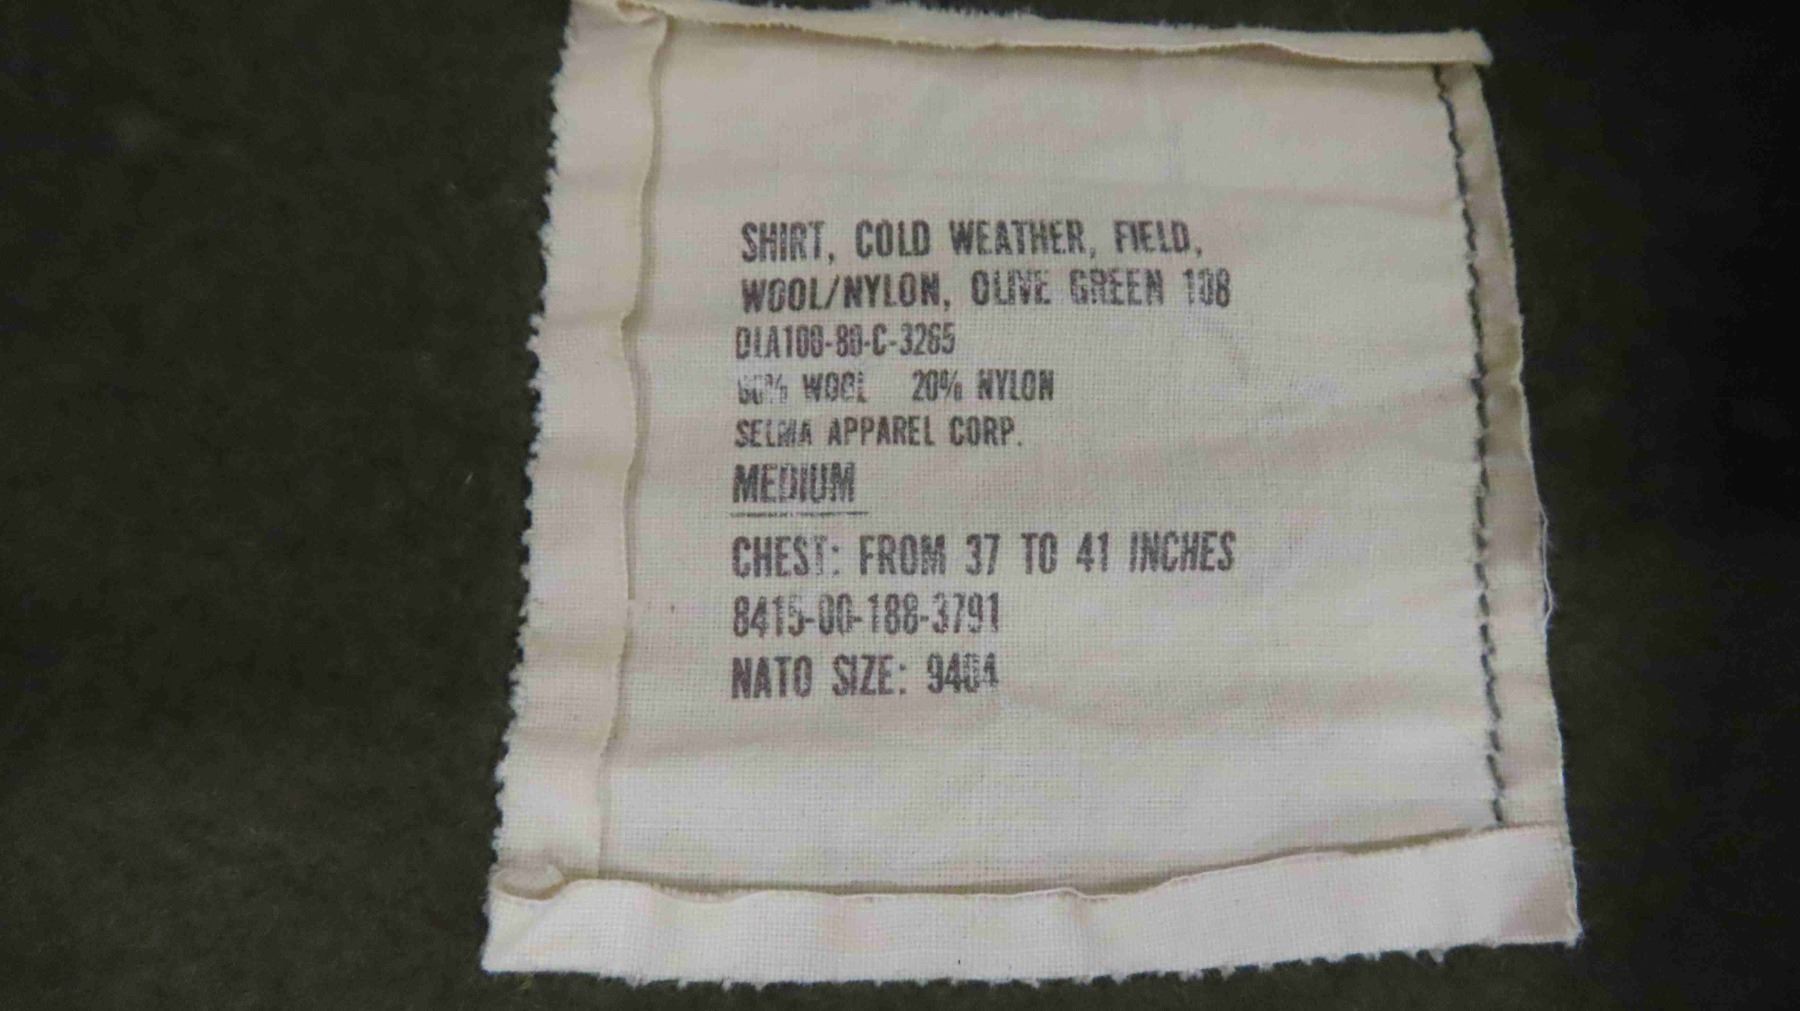 SHIRT, COLD WEATHER, FIELD,
WOOL/NYLON, OLIVE GREEN 108
DLA100-80-C-3265
80% WOOL 20% NYLON
SELMA APPAREL CORP.
MEDIUM
CHEST: FROM 37 TO 41 INCHES
8415-00-188-3791
NATO SIZE: 9404